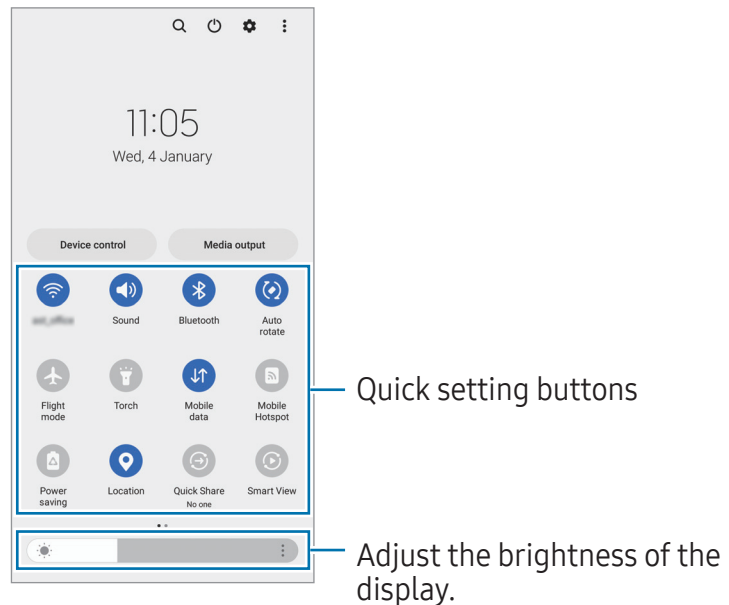 11:05
Wed, 4 January
Device control Media output
Sound Bluetooth Auto
rotate
Flight
mode
Torch
Mobile
data
Mobile
Hotspot
Power
saving
Location
Quick Share
No one
Smart View
Quick setting buttons
Adjust the brightness of the
display.